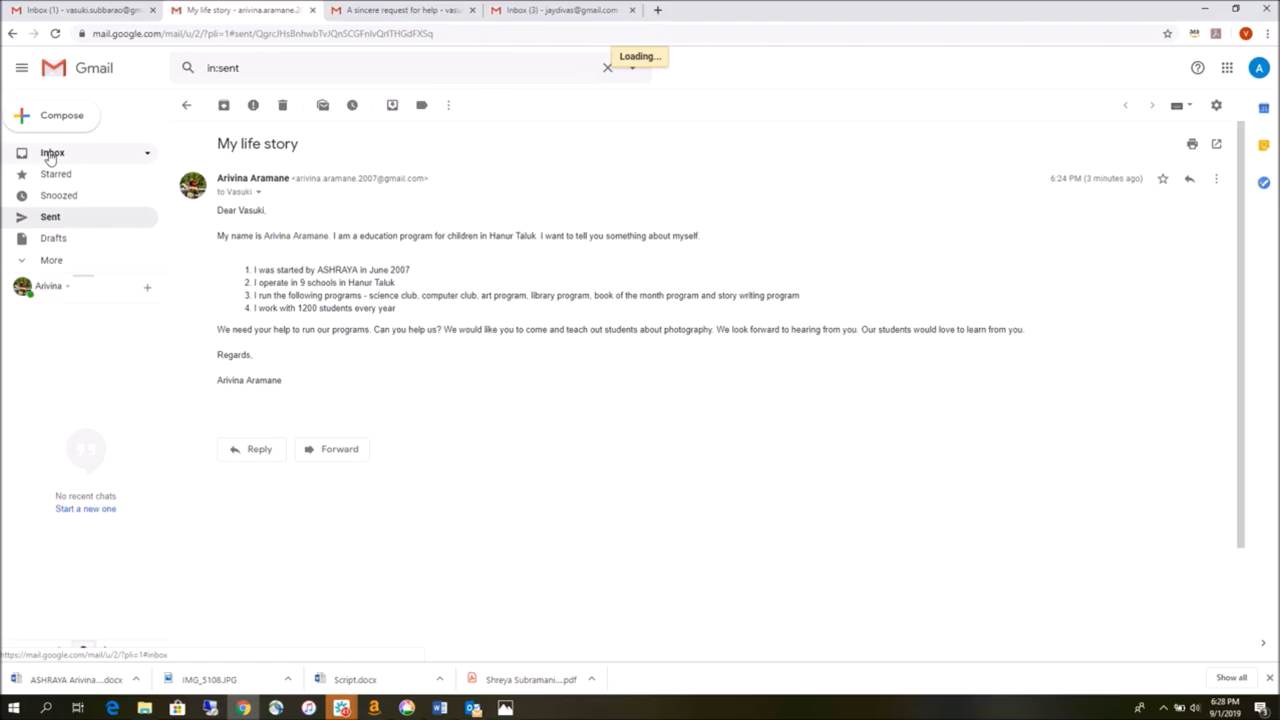 Inbox (1) - vasuki.subbarao@gm
My life story - arivina.aramane.2
A sincere request for help - vasu
Inbox (3) - jaydivas@gmail.com
Loading...
Gmail
in:sent
A
Compose
Inbox
Starred
Snoozed
Sent
Drafts
More
Arivina
My life story
Arivina Aramane <arivina.aramane.2007@gmail.com>
6:24 PM (3 minutes ago)
to Vasuki
Dear Vasuki,
My name is Arivina Aramane. I am a education program for children in Hanur Taluk. I want to tell you something about myself.
1. I was started by ASHRAYA in June 2007
2. I operate in 9 schools in Hanur Taluk
3. I run the following programs - science club, computer club, art program, library program, book of the month program and story writing program
4. I work with 1200 students every year
We need your help to run our programs. Can you help us? We would like you to come and teach out students about photography. We look forward to hearing from you. Our students would love to learn from you.
Regards,
Arivina Aramane
Reply
Forward
No recent chats
Start a new one
https://mail.google.com/mail/u/2/?pli=1#inbox
ASHRAYA Arivina....docx
IMG_5108.JPG
Script.docx
Shreya Subramani....pdf
Show all
6:28 PM
9/1/2019